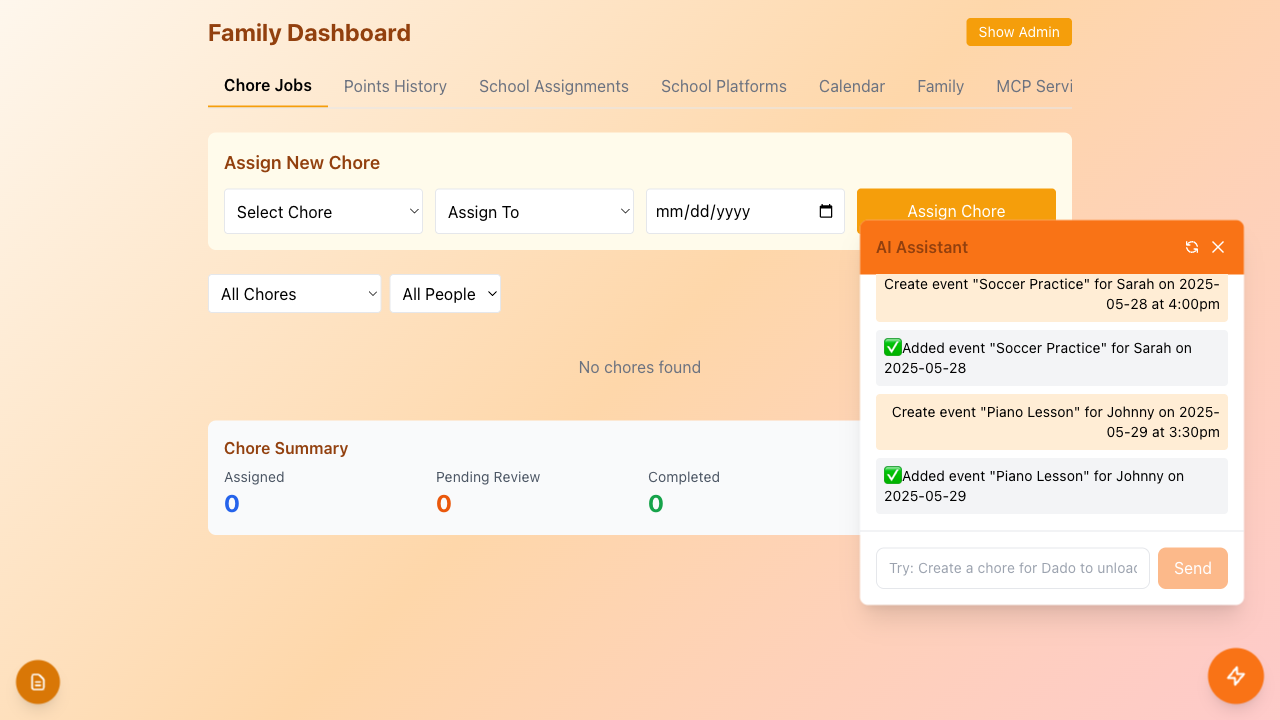 Family Dashboard
Show Admin
Chore Jobs Points History School Assignments School Platforms Calendar Family MCP Servi
Assign New Chore
Select Chore Assign To mm/dd/yyyy Assign Chore
All Chores All People
No chores found
Chore Summary
Assigned Pending Review Completed
0 0 0
AI Assistant
Create event "Soccer Practice" for Sarah on 2025-
05-28 at 4:00pm
✅Added event "Soccer Practice" for Sarah on
2025-05-28
Create event "Piano Lesson" for Johnny on 2025-
05-29 at 3:30pm
✅Added event "Piano Lesson" for Johnny on
2025-05-29
Try: Create a chore for Dado to unload
Send